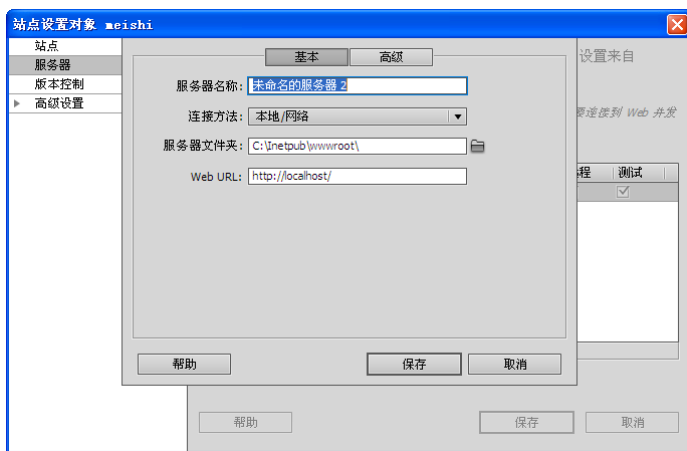 站点设置对象 meishi
站点
服务器
版本控制
高级设置
基本
高级
服务器名称: 未命名的服务器 2
连接方法: 本地/网络
服务器文件夹: C:\Inetpub\wwwroot\
Web URL: http://localhost/
帮助
保存
取消
设置来自
要连接到 Web 并发
程
测试
帮助
保存
取消